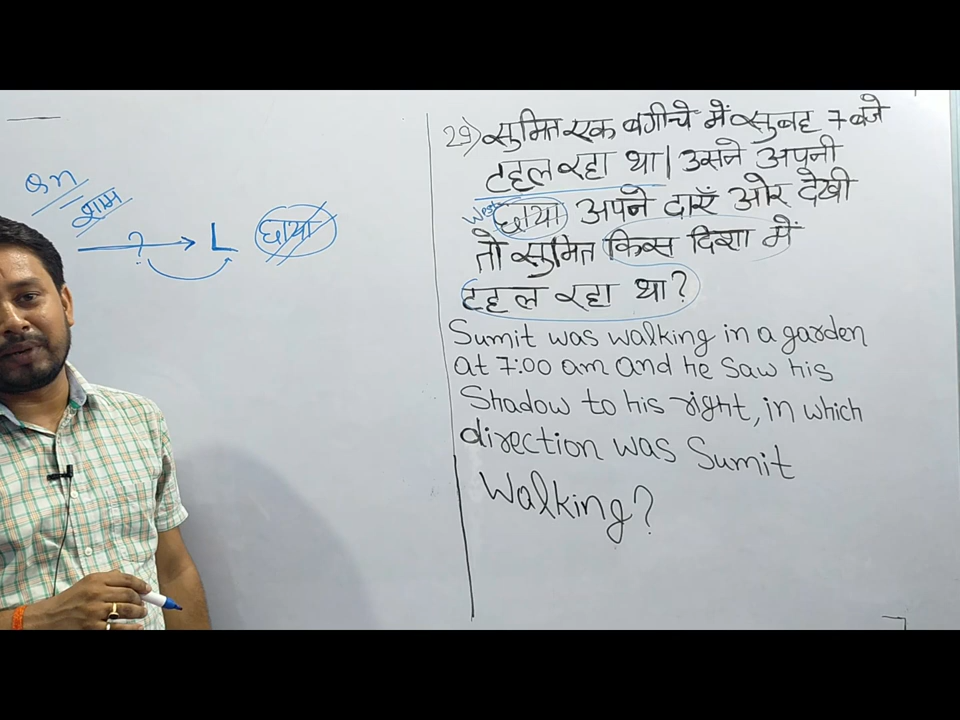 शाम
? L छाया
29) सुमित एक बगीचे में सुबह 7 बजे
टहल रहा था| उसने अपनी
West छाया अपने दाएँ ओर देखी
तो सुमित किस दिशा में
टहल रहा था?
Sumit was walking in a garden
at 7:00 am and he saw his
Shadow to his right, in which
direction was Sumit
Walking?